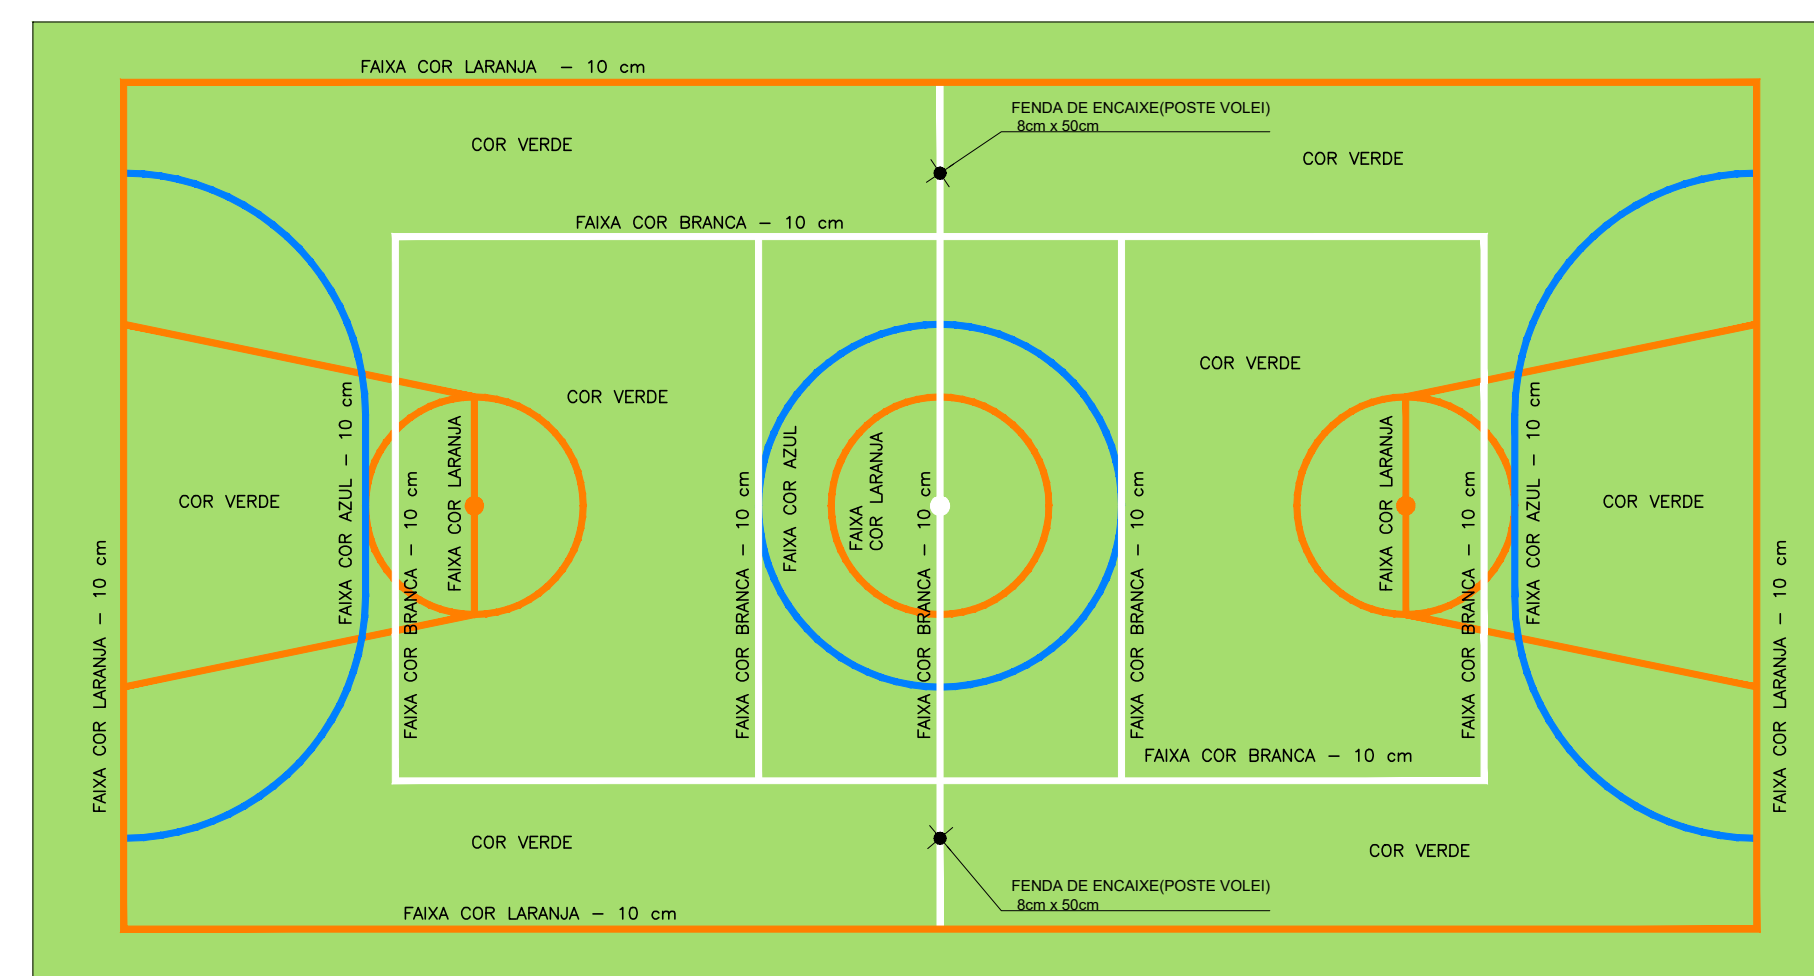 FAIXA COR LARANJA – 10 cm
FENDA DE ENCAIXE(POSTE VOLEI)
8cm x 50cm
COR VERDE
COR VERDE
FAIXA COR BRANCA – 10 cm
COR VERDE
COR VERDE
COR VERDE
COR VERDE
FAIXA COR LARANJA – 10 cm
FAIXA COR AZUL – 10 cm
FAIXA COR BRANCA – 10 cm
FAIXA COR LARANJA
FAIXA COR BRANCA – 10 cm
FAIXA COR AZUL
FAIXA
COR LARANJA
FAIXA COR BRANCA – 10 cm
FAIXA COR BRANCA – 10 cm
FAIXA COR LARANJA
FAIXA COR BRANCA – 10 cm
FAIXA COR AZUL – 10 cm
FAIXA COR LARANJA – 10 cm
FAIXA COR BRANCA – 10 cm
COR VERDE
COR VERDE
FENDA DE ENCAIXE(POSTE VOLEI)
8cm x 50cm
FAIXA COR LARANJA – 10 cm